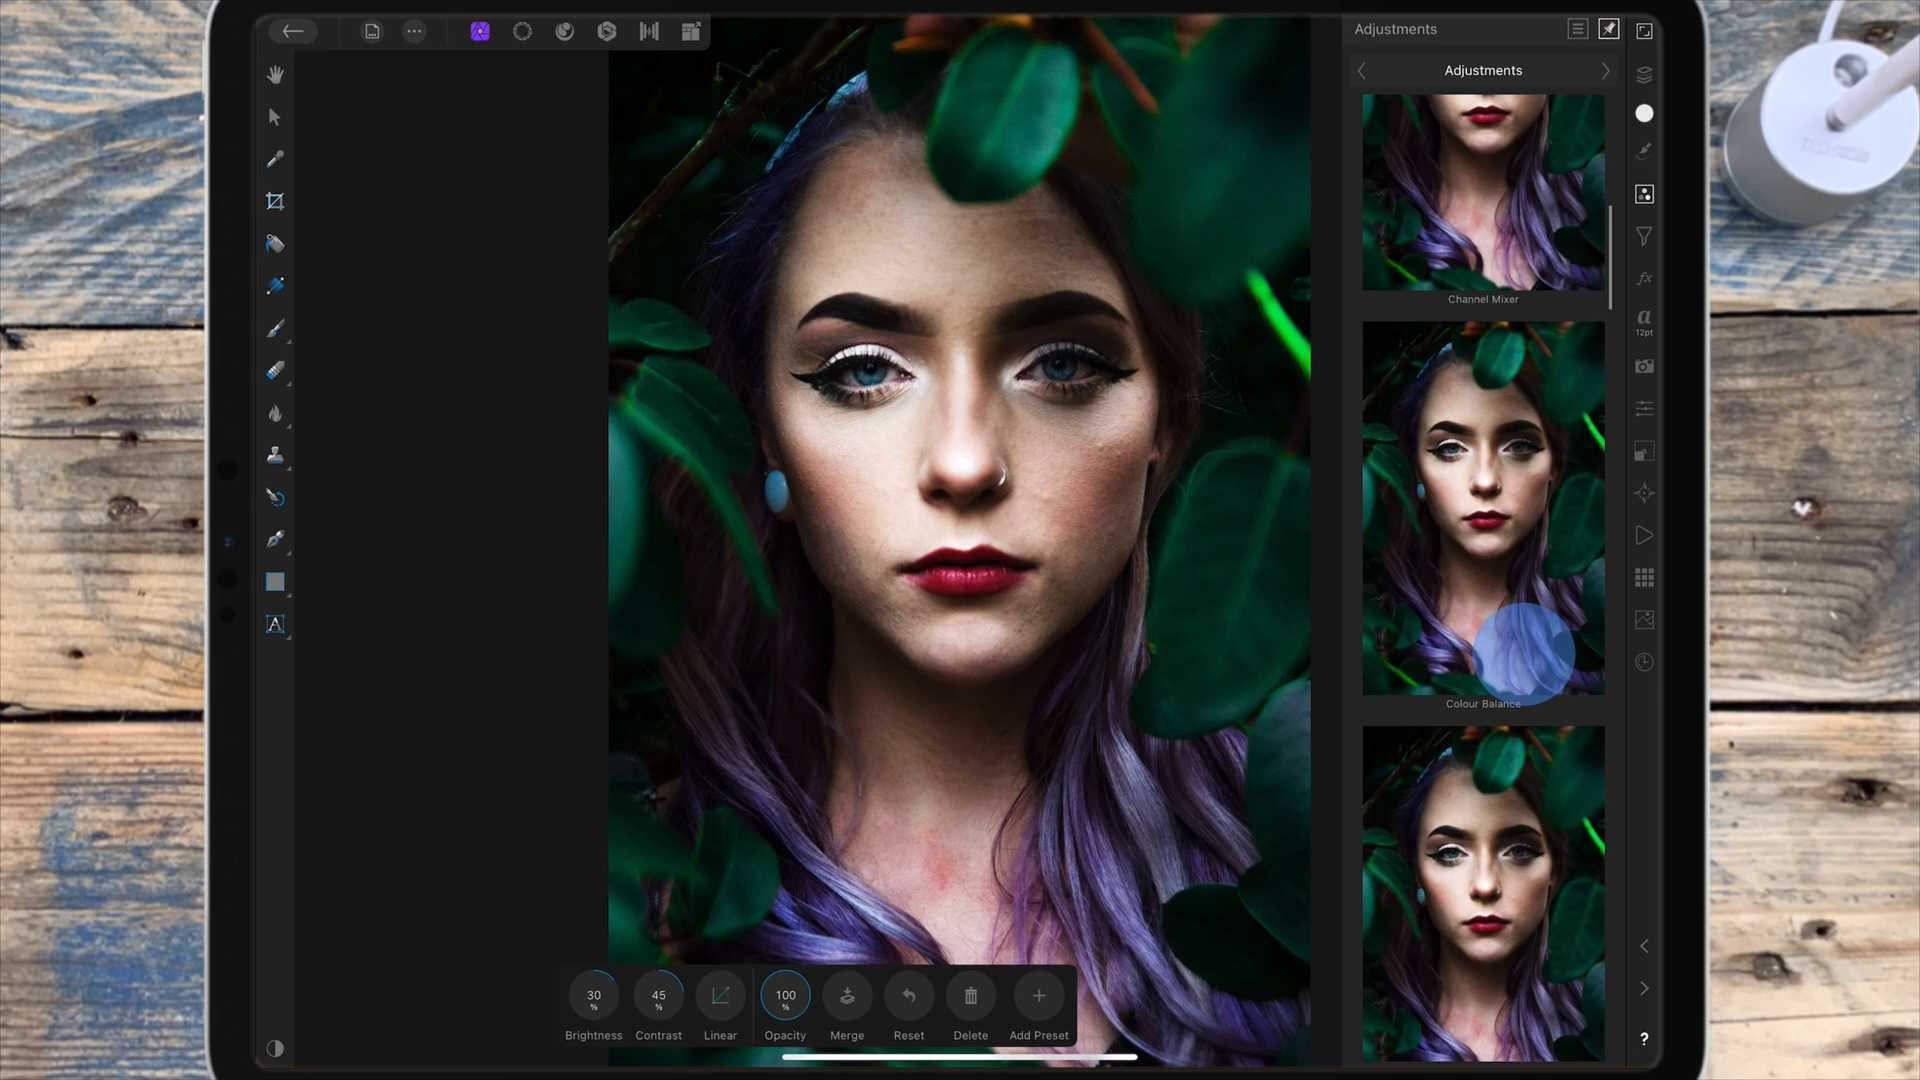 Adjustments
Adjustments
Channel Mixer
12pt
Colour Balance
30
%
45
%
100
%
Brightness
Contrast
Linear
Opacity
Merge
Reset
Delete
Add Preset
?